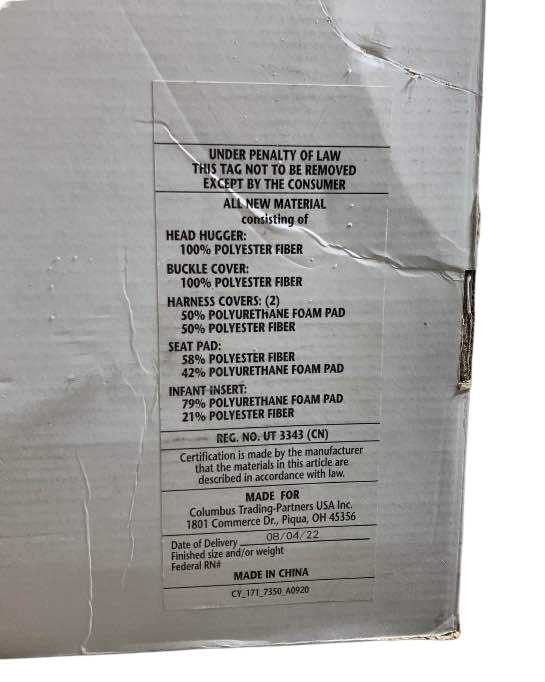 UNDER PENALTY OF LAW
THIS TAG NOT TO BE REMOVED
EXCEPT BY THE CONSUMER
ALL NEW MATERIAL
consisting of
HEAD HUGGER:
100% POLYESTER FIBER
BUCKLE COVER:
100% POLYESTER FIBER
HARNESS COVERS: (2)
50% POLYURETHANE FOAM PAD
50% POLYESTER FIBER
SEAT PAD:
58% POLYESTER FIBER
42% POLYURETHANE FOAM PAD
INFANT INSERT:
79% POLYURETHANE FOAM PAD
21% POLYESTER FIBER
REG. NO. UT 3343 (CN)
Certification is made by the manufacturer
that the materials in this article are
described in accordance with law.
MADE FOR
Columbus Trading-Partners USA Inc.
1801 Commerce Dr., Piqua, OH 45356
Date of Delivery 08/04/22
Finished size and/or weight
Federal RN#
MADE IN CHINA
CY_171_7350_A0920